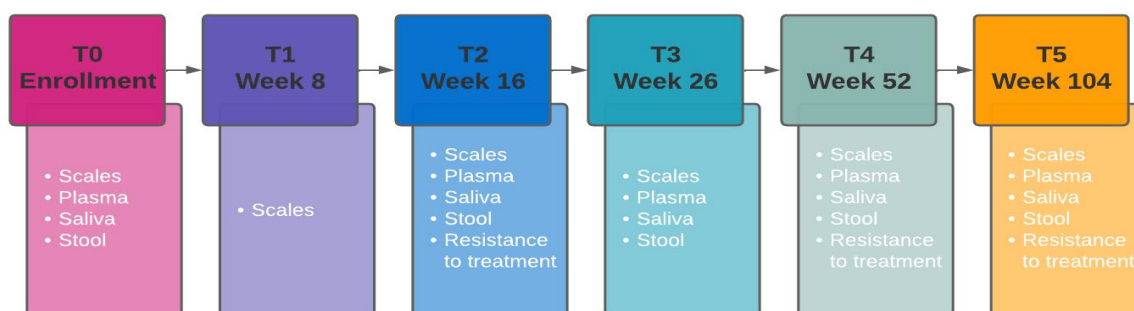 T0
Enrollment
• Scales
• Plasma
• Saliva
• Stool
T1
Week 8
• Scales
T2
Week 16
• Scales
• Plasma
• Saliva
• Stool
• Resistance
to treatment
T3
Week 26
• Scales
• Plasma
• Saliva
• Stool
T4
Week 52
• Scales
• Plasma
• Saliva
• Stool
• Resistance
to treatment
T5
Week 104
• Scales
• Plasma
• Saliva
• Stool
• Resistance
to treatment